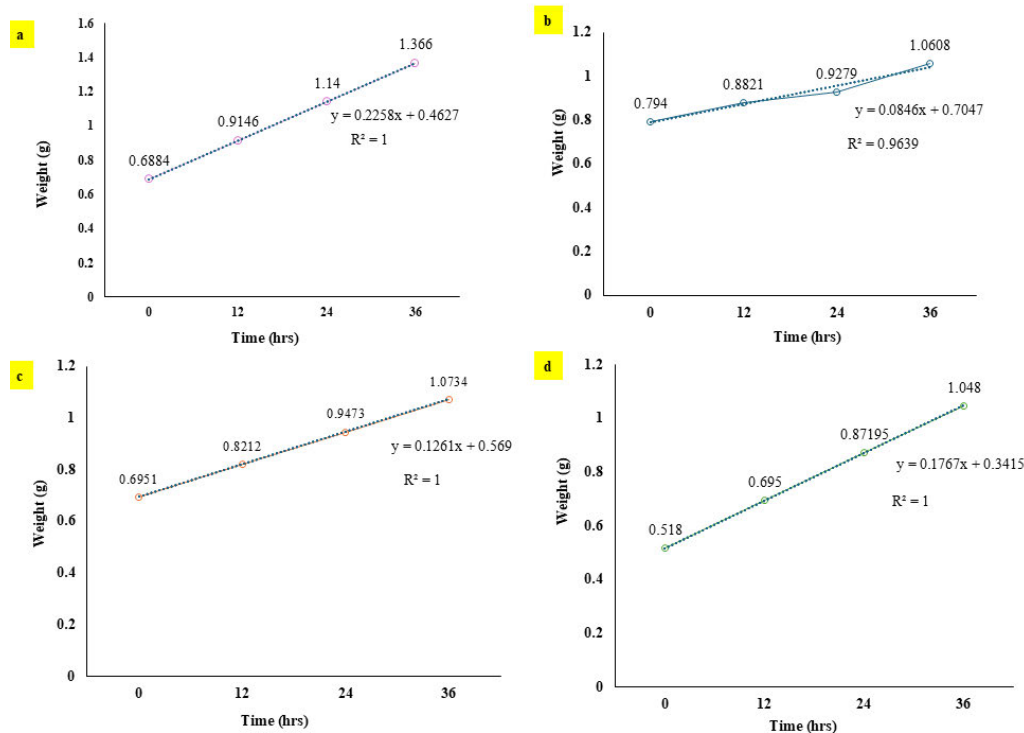 a
1.6
1.4
1.2
1
0.8
0.6
0.4
0.2
0
Weight (g)
0.6884
0.9146
1.14
1.366
y = 0.2258x + 0.4627
R² = 1
0 12 24 36
Time (hrs)
b
1.2
1
0.8
0.6
0.4
0.2
0
Weight (g)
0.794
0.8821
0.9279
1.0608
y = 0.0846x + 0.7047
R² = 0.9639
0 12 24 36
Time (hrs)
c
1.2
1
0.8
0.6
0.4
0.2
0
Weight (g)
0.6951
0.8212
0.9473
1.0734
y = 0.1261x + 0.569
R² = 1
0 12 24 36
Time (hrs)
d
1.2
1
0.8
0.6
0.4
0.2
0
Weight (g)
0.518
0.695
0.87195
1.048
y = 0.1767x + 0.3415
R² = 1
0 12 24 36
Time (hrs)